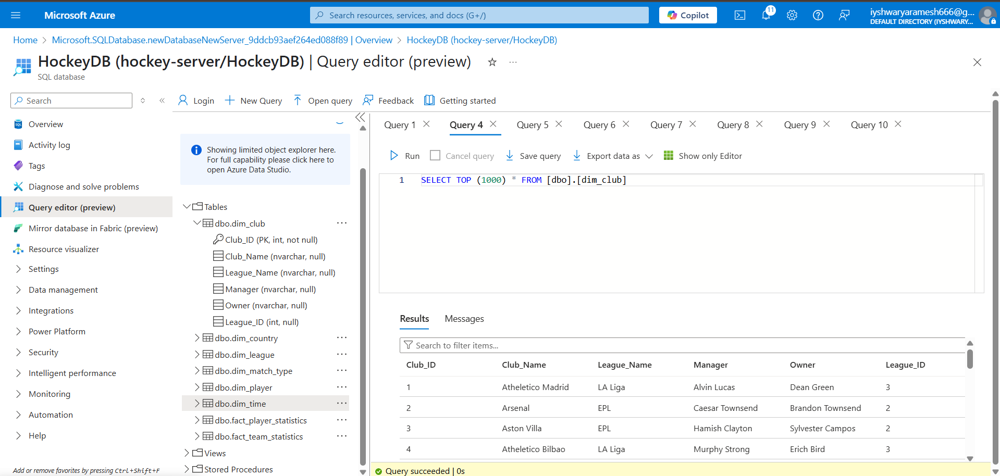 Microsoft Azure
Search resources, services, and docs (G+/)
Copilot
11
iyshwaryaramesh666@g...
DEFAULT DIRECTORY (IYSHWARY...
Home > Microsoft.SQLDatabase.newDatabaseNewServer_9ddcb93aef264ed088f89 | Overview > HockeyDB (hockey-server/HockeyDB)
HockeyDB (hockey-server/HockeyDB) | Query editor (preview)
SQL database
Search
Login
New Query
Open query
Feedback
Getting started
Overview
Activity log
Tags
Diagnose and solve problems
Query editor (preview)
Mirror database in Fabric (preview)
Resource visualizer
Settings
Data management
Integrations
Power Platform
Security
Intelligent performance
Monitoring
Automation
Help
Add or remove favorites by pressing Ctrl+Shift+F
Showing limited object explorer here.
For full capability please click here to
open Azure Data Studio.
Tables
dbo.dim_club
Club_ID (PK, int, not null)
Club_Name (nvarchar, null)
League_Name (nvarchar, null)
Manager (nvarchar, null)
Owner (nvarchar, null)
League_ID (int, null)
dbo.dim_country
dbo.dim_league
dbo.dim_match_type
dbo.dim_player
dbo.dim_time
dbo.fact_player_statistics
dbo.fact_team_statistics
Views
Stored Procedures
Query 1
Query 4
Query 5
Query 6
Query 7
Query 8
Query 9
Query 10
Run
Cancel query
Save query
Export data as
Show only Editor
1 SELECT TOP (1000) * FROM [dbo].[dim_club]
Results
Messages
Search to filter items...
Club_ID Club_Name League_Name Manager Owner League_ID
1 Atheletico Madrid LA Liga Alvin Lucas Dean Green 3
2 Arsenal EPL Caesar Townsend Brandon Townsend 2
3 Aston Villa EPL Hamish Clayton Sylvester Campos 2
4 Atheletico Bilbao LA Liga Murphy Strong Erich Bird 3
Query succeeded | 0s